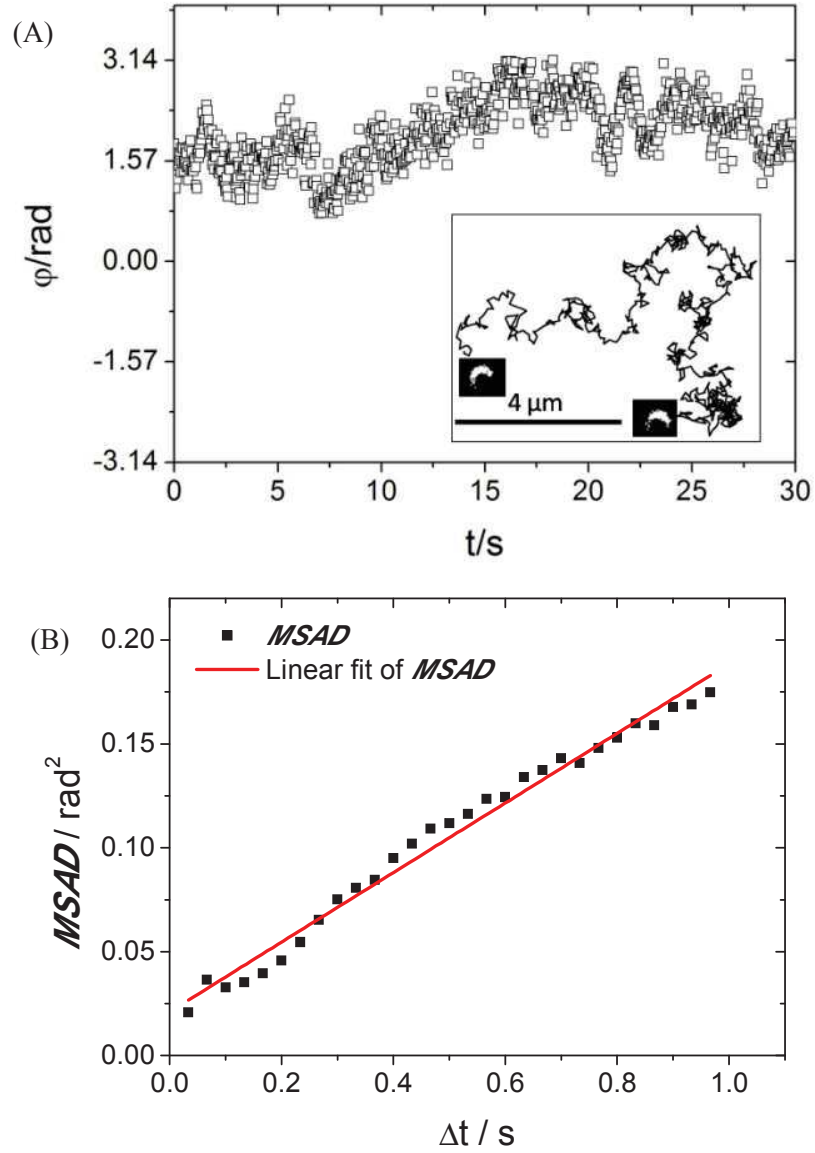 (A)
3.14
1.57
0.00
-1.57
-3.14
φ/rad
4 μm
0 5 10 15 20 25 30
t/s
(B)
MSAD
Linear fit of MSAD
0.20
0.15
0.10
0.05
0.00
MSAD / rad²
0.0 0.2 0.4 0.6 0.8 1.0
Δt / s